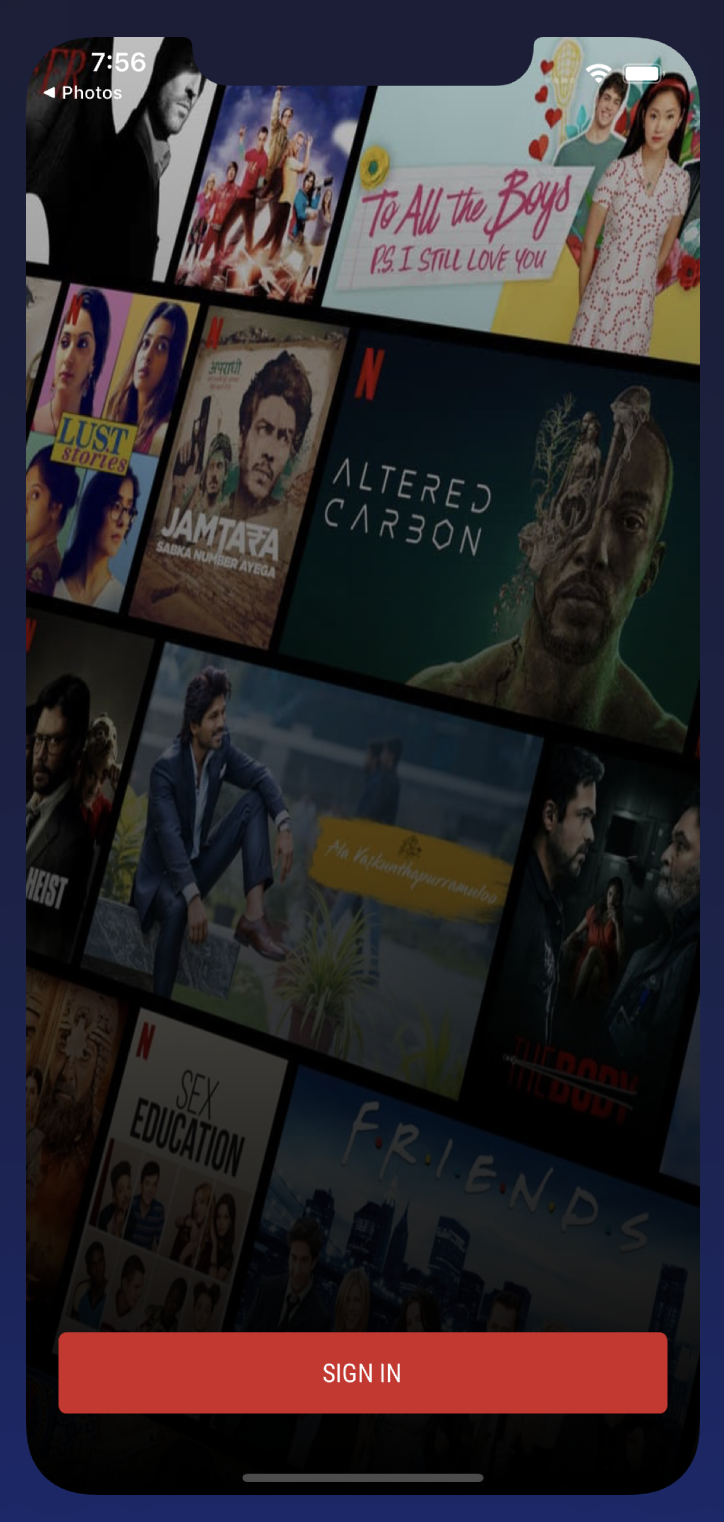 7:56
◀ Photos
To All the Boys
P.S. I STILL LOVE YOU
N
LUST
stories
N
अपराधी
JAMTARA
SABKA NUMBER AYEGA
N
ALTERED
CARBON
HEIST
Ala Vaikunthapurramuloo
THE BODY
N
SEX
EDUCATION
F.R.I.E.N.D.S
SIGN IN